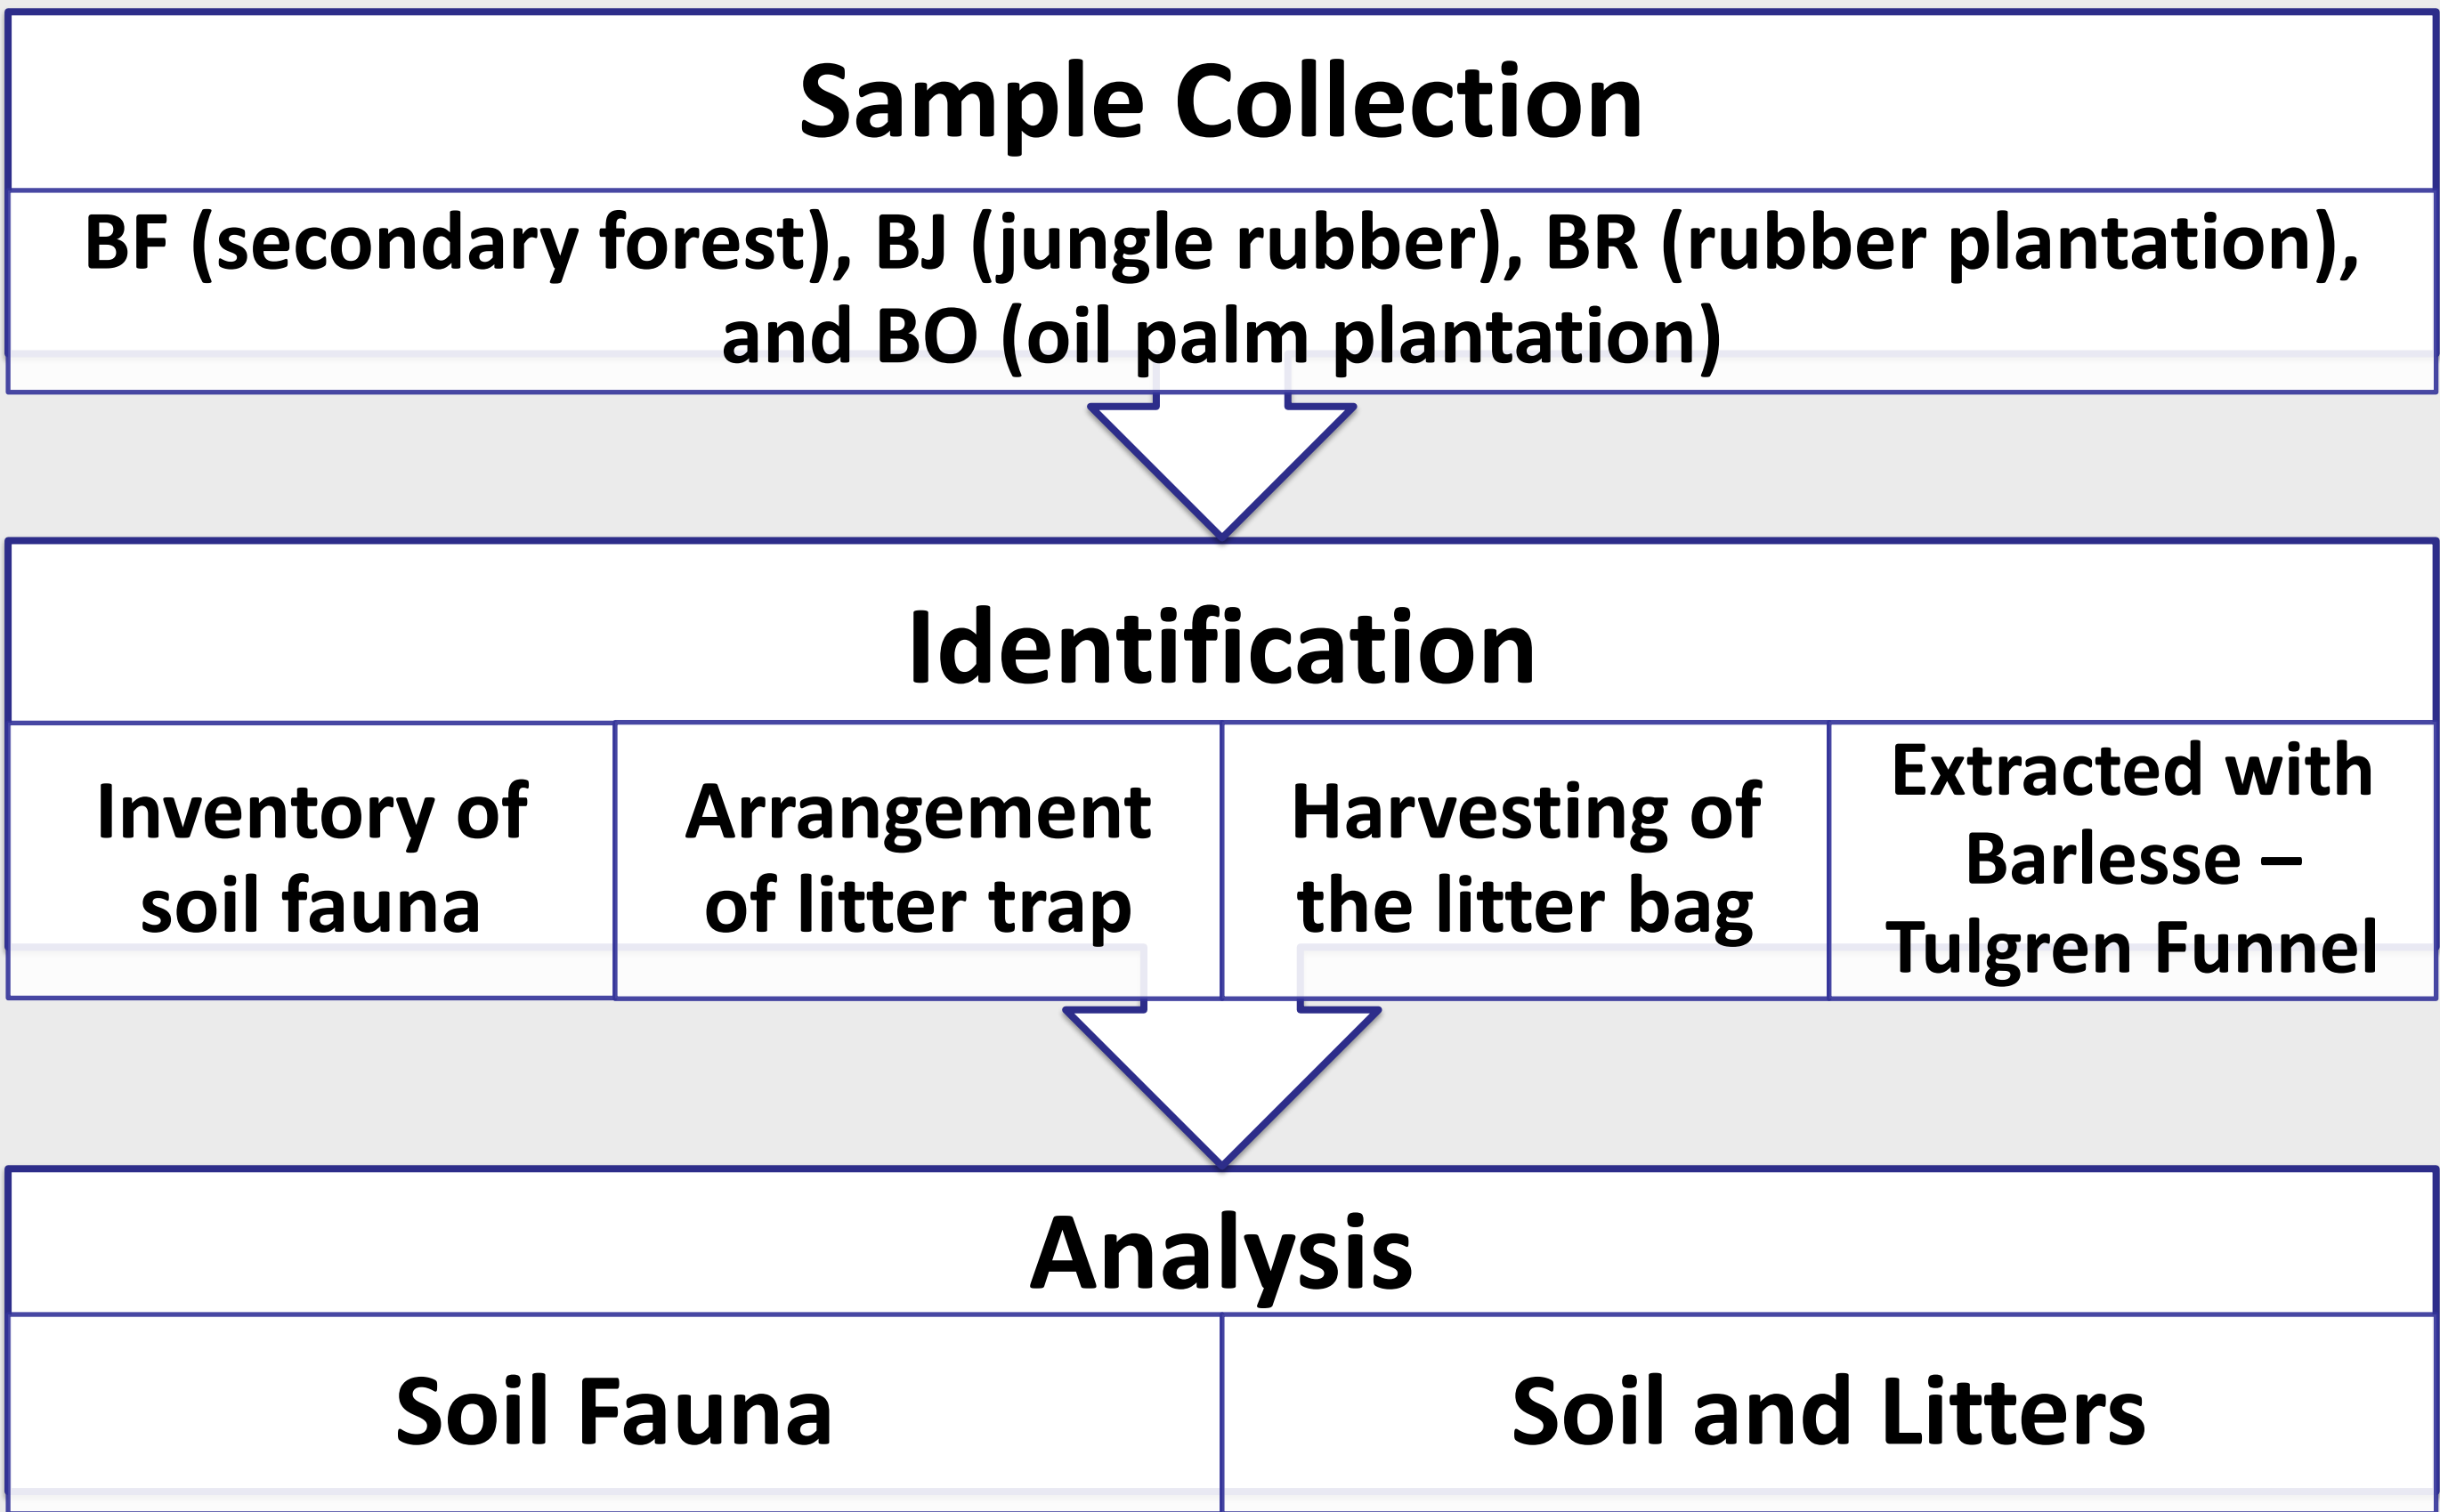 Sample Collection
BF (secondary forest), BJ (jungle rubber), BR (rubber plantation),
and BO (oil palm plantation)
Identification
Inventory of
soil fauna
Arrangement
of litter tap
Harvesting of
the litter bag
Extracted with
Barlesse –
Tulgren Funnel
Analysis
Soil Fauna
Soil and Litters